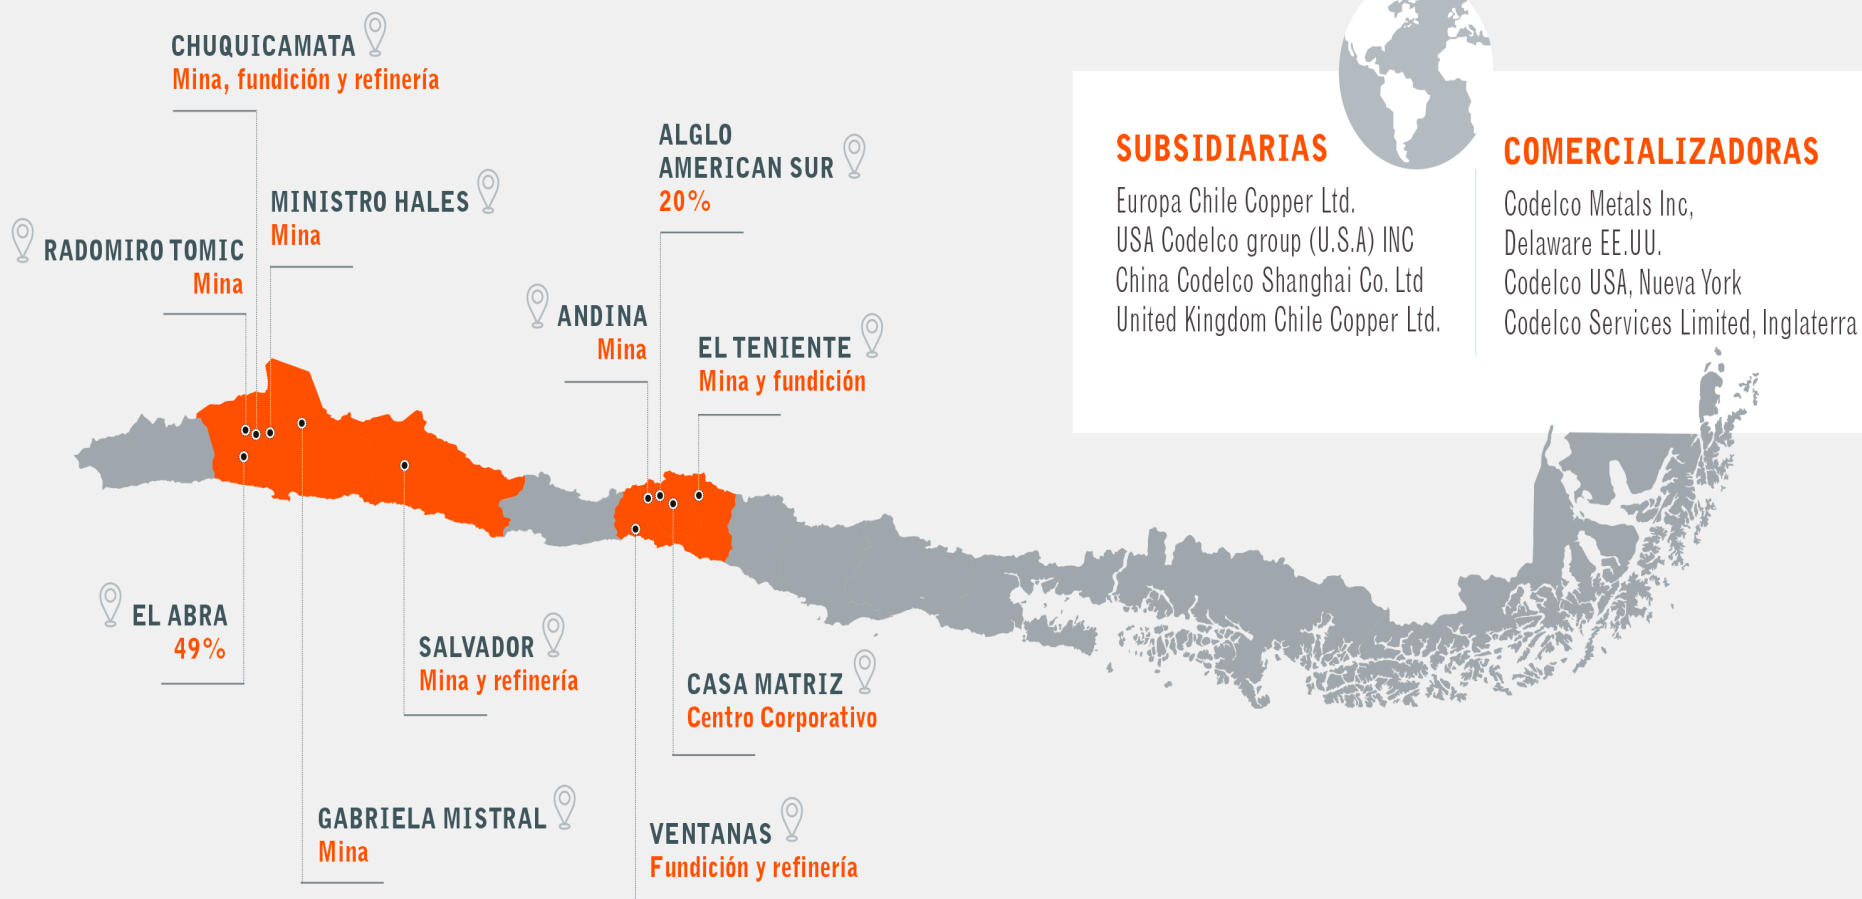 CHUQUICAMATA
Mina, fundición y refinería
MINISTRO HALES
Mina
RADOMIRO TOMIC
Mina
ALGLO
AMERICAN SUR
20%
ANDINA
Mina
EL TENIENTE
Mina y fundición
SUBSIDIARIAS
Europa Chile Copper Ltd.
USA Codelco group (U.S.A) INC
China Codelco Shanghai Co. Ltd
United Kingdom Chile Copper Ltd.
COMERCIALIZADORAS
Codelco Metals Inc,
Delaware EE.UU.
Codelco USA, Nueva York
Codelco Services Limited, Inglaterra
EL ABRA
49%
SALVADOR
Mina y refinería
CASA MATRIZ
Centro Corporativo
GABRIELA MISTRAL
Mina
VENTANAS
Fundición y refinería